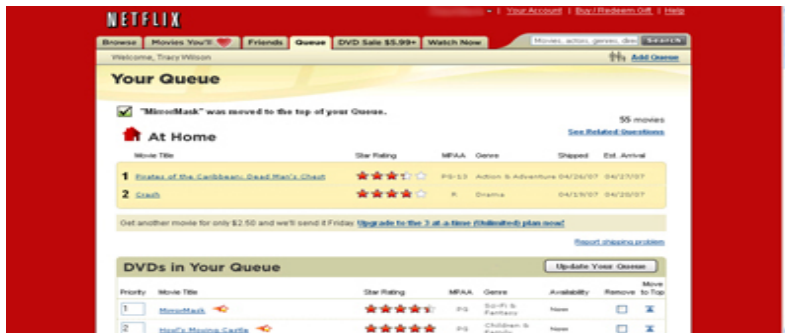 NETFLIX
Your Account | Buy/Redeem Gift | Help
Browse Movies You'll Friends Queue DVD Sale $5.99+ Watch Now Movies, actors, genres, Search
Welcome, Tracy Wilson Add Queue
Your Queue
"MirrorMask" was moved to the top of your Queue.
55 movies
At Home See Related Questions
Movie Title Star Rating MPAA Genre Shipped Est. Arrival
1 Pirates of the Caribbean: Dead Man's Chest PG-13 Action & Adventure 04/26/07 04/27/07
2 Crash R Drama 04/19/07 04/20/07
Get another movie for only $2.50 and we'll send it Friday Upgrade to the 3 at-a-time (Unlimited) plan now!
Report shipping problem
DVDs in Your Queue Update Your Queue
Priority Movie Title Star Rating MPAA Genre Availability Remove Move to Top
1 MirrorMask PG Sci-Fi & Fantasy Now
2 Howl's Moving Castle PG Children & Family Now